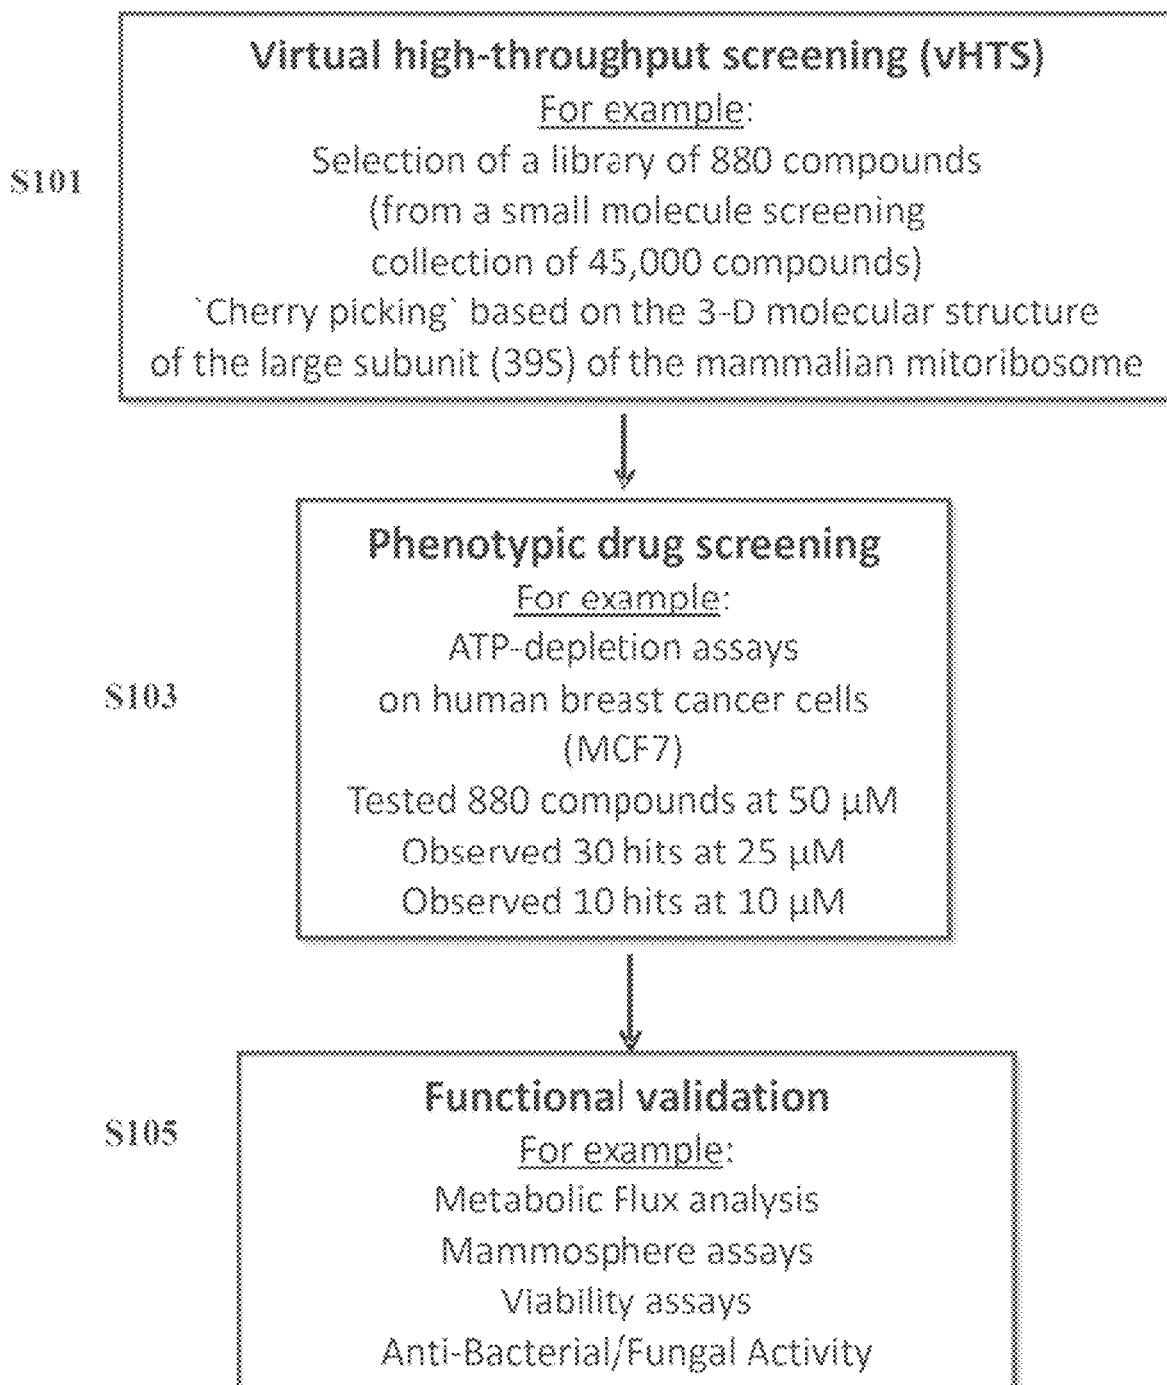 Virtual high-throughput screening (vHTS)
For example:
S101
Selection of a library of 880 compounds
(from a small molecule screening
collection of 45,000 compounds)
`Cherry picking` based on the 3-D molecular structure
of the large subunit (39S) of the mammalian mitoribosome
Phenotypic drug screening
For example:
ATP-depletion assays
S103
on human breast cancer cells
(MCF7)
Tested 880 compounds at 50 µM
Observed 30 hits at 25 µM
Observed 10 hits at 10 µM
Functional validation
S105
For example:
Metabolic Flux analysis
Mammosphere assays
Viability assays
Anti-Bacterial/Fungal Activity